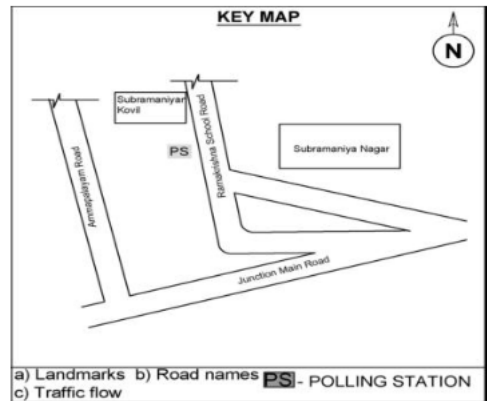 KEY MAP
N
Subramaniyar
Kovil
Ramakrishna School Road
PS
Subramaniya Nagar
Ammapalayam Road
Junction Main Road
a) Landmarks b) Road names PS - POLLING STATION
c) Traffic flow